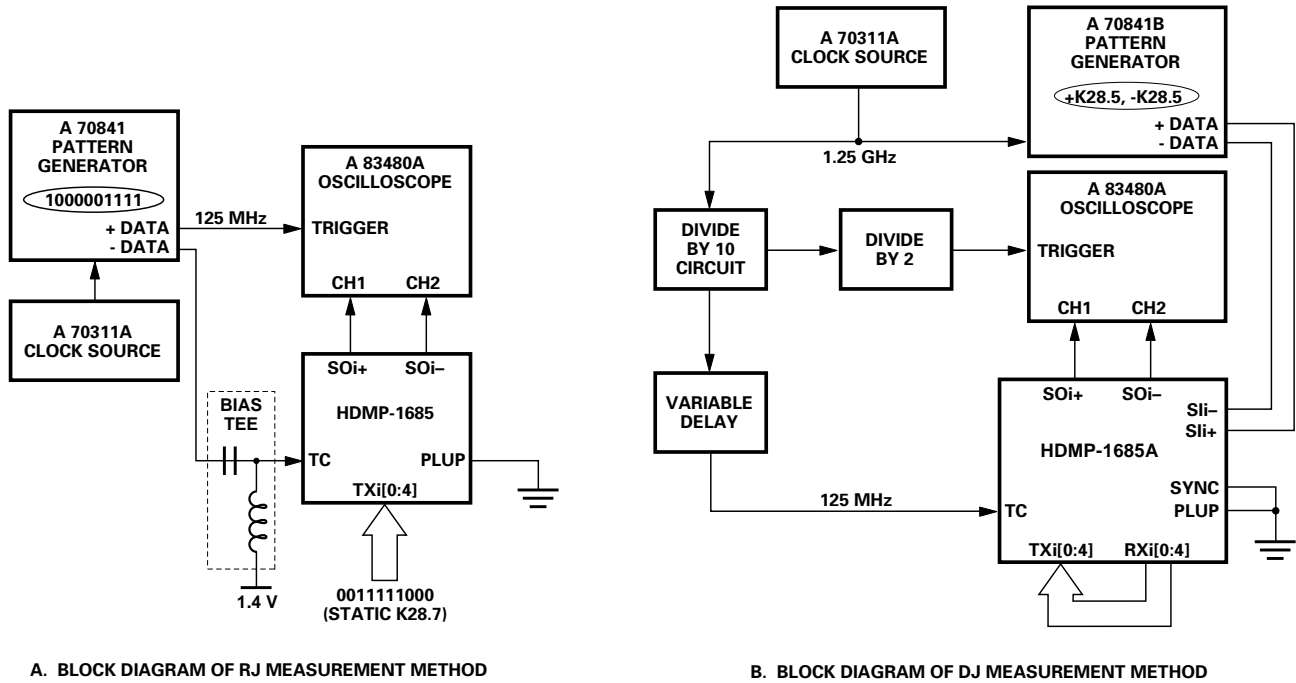 A 70841
PATTERN
GENERATOR
1000001111
+ DATA
- DATA
125 MHz
A 83480A
OSCILLOSCOPE
TRIGGER
CH1 CH2
A 70311A
CLOCK SOURCE
SOi+ SOi–
HDMP-1685
BIAS
TEE
TC PLUP
TXi[0:4]
1.4 V
0011111000
(STATIC K28.7)
A. BLOCK DIAGRAM OF RJ MEASUREMENT METHOD
A 70311A
CLOCK SOURCE
A 70841B
PATTERN
GENERATOR
+K28.5, -K28.5
+ DATA
- DATA
1.25 GHz
A 83480A
OSCILLOSCOPE
DIVIDE
BY 10
CIRCUIT
DIVIDE
BY 2
TRIGGER
CH1 CH2
VARIABLE
DELAY
SOi+ SOi–
SIi–
SIi+
HDMP-1685A
SYNC
PLUP
125 MHz
TC
TXi[0:4] RXi[0:4]
B. BLOCK DIAGRAM OF DJ MEASUREMENT METHOD